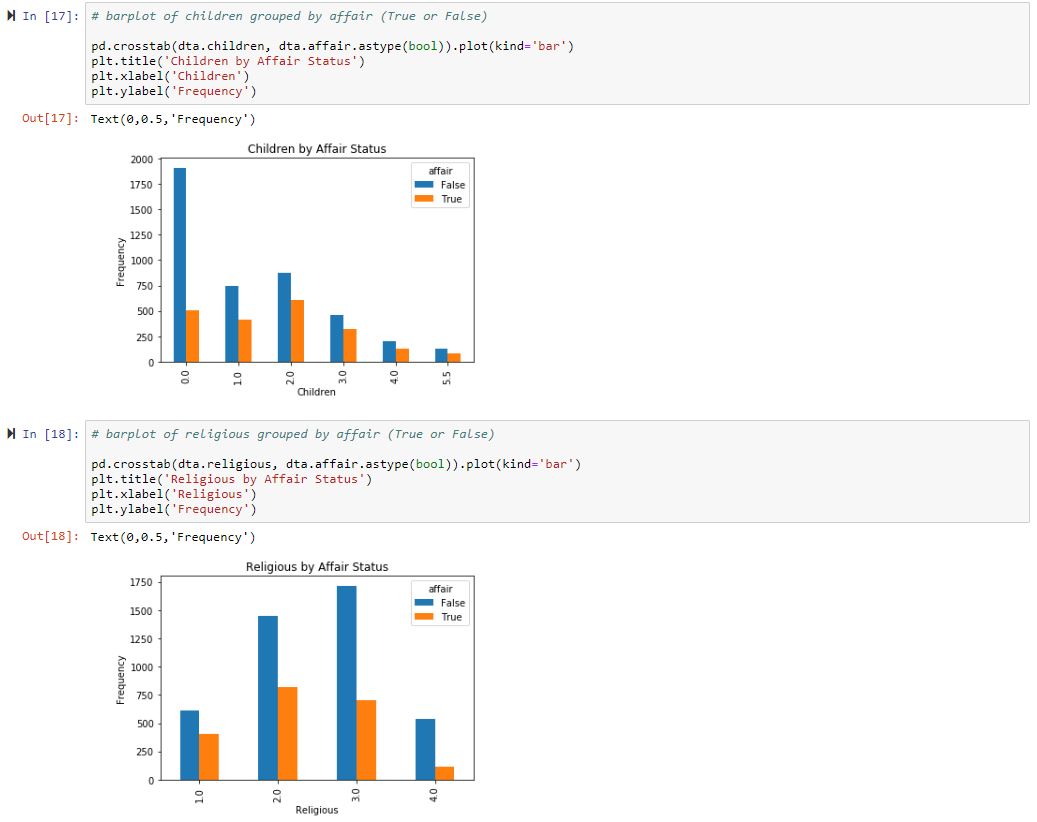 In [17]: # barplot of children grouped by affair (True or False)
pd.crosstab(dta.children, dta.affair.astype(bool)).plot(kind='bar')
plt.title('Children by Affair Status')
plt.xlabel('Children')
plt.ylabel('Frequency')
Out[17]: Text(0,0.5,'Frequency')
Children by Affair Status
2000
1750
1500
1250
1000
750
500
250
0
Frequency
affair
False
True
0.0 1.0 2.0 3.0 4.0 5.5
Children
In [18]: # barplot of religious grouped by affair (True or False)
pd.crosstab(dta.religious, dta.affair.astype(bool)).plot(kind='bar')
plt.title('Religious by Affair Status')
plt.xlabel('Religious')
plt.ylabel('Frequency')
Out[18]: Text(0,0.5,'Frequency')
Religious by Affair Status
1750
1500
1250
1000
750
500
250
0
Frequency
affair
False
True
1.0 2.0 3.0 4.0
Religious